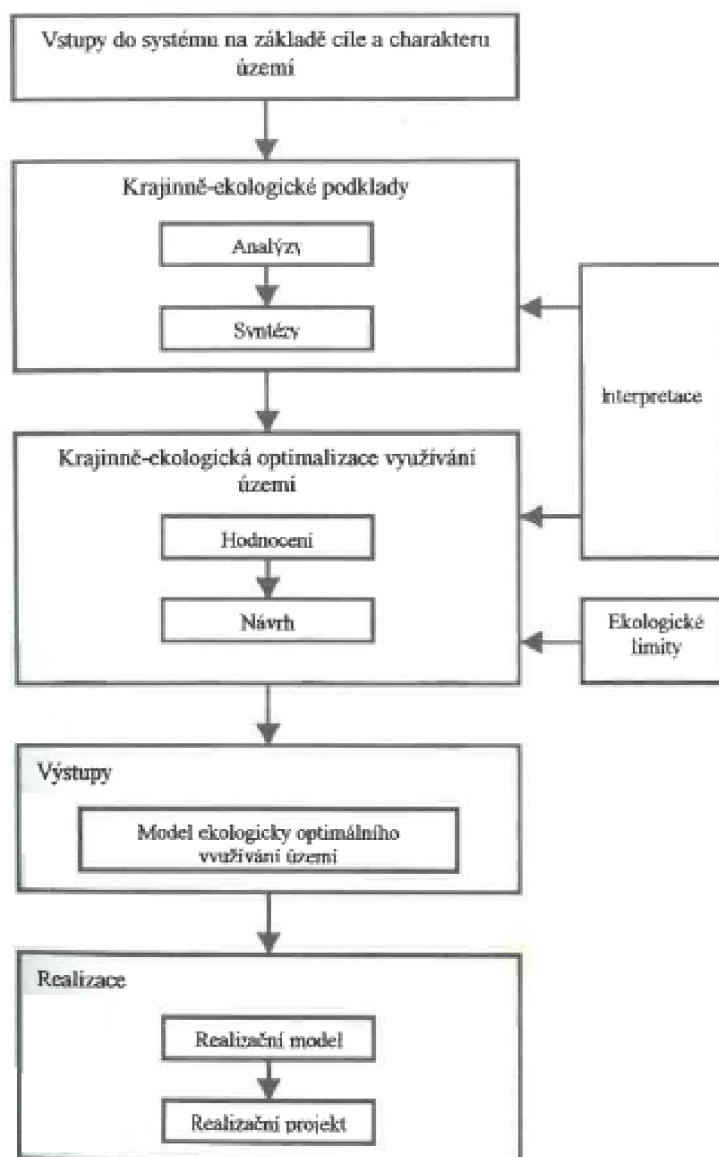 Vstupy do systému na základě cíle a charakteru
území
Krajinně-ekologické podklady
Analýzy
Syntézy
Interpretace
Krajinně-ekologická optimalizace využívání
území
Hodnocení
Návrh
Ekologické
limity
Výstupy
Model ekologicky optimálního
využívání území
Realizace
Realizační model
Realizační projekt